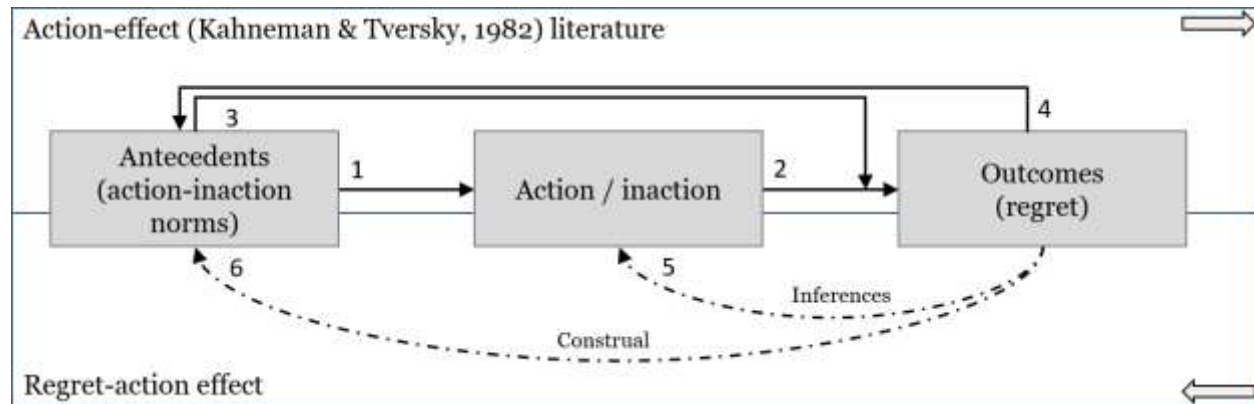 Action-effect (Kahneman & Tversky, 1982) literature
3
4
Antecedents
(action-inaction
norms)
1
Action / inaction
2
Outcomes
(regret)
6
5
Inferences
Construal
Regret-action effect